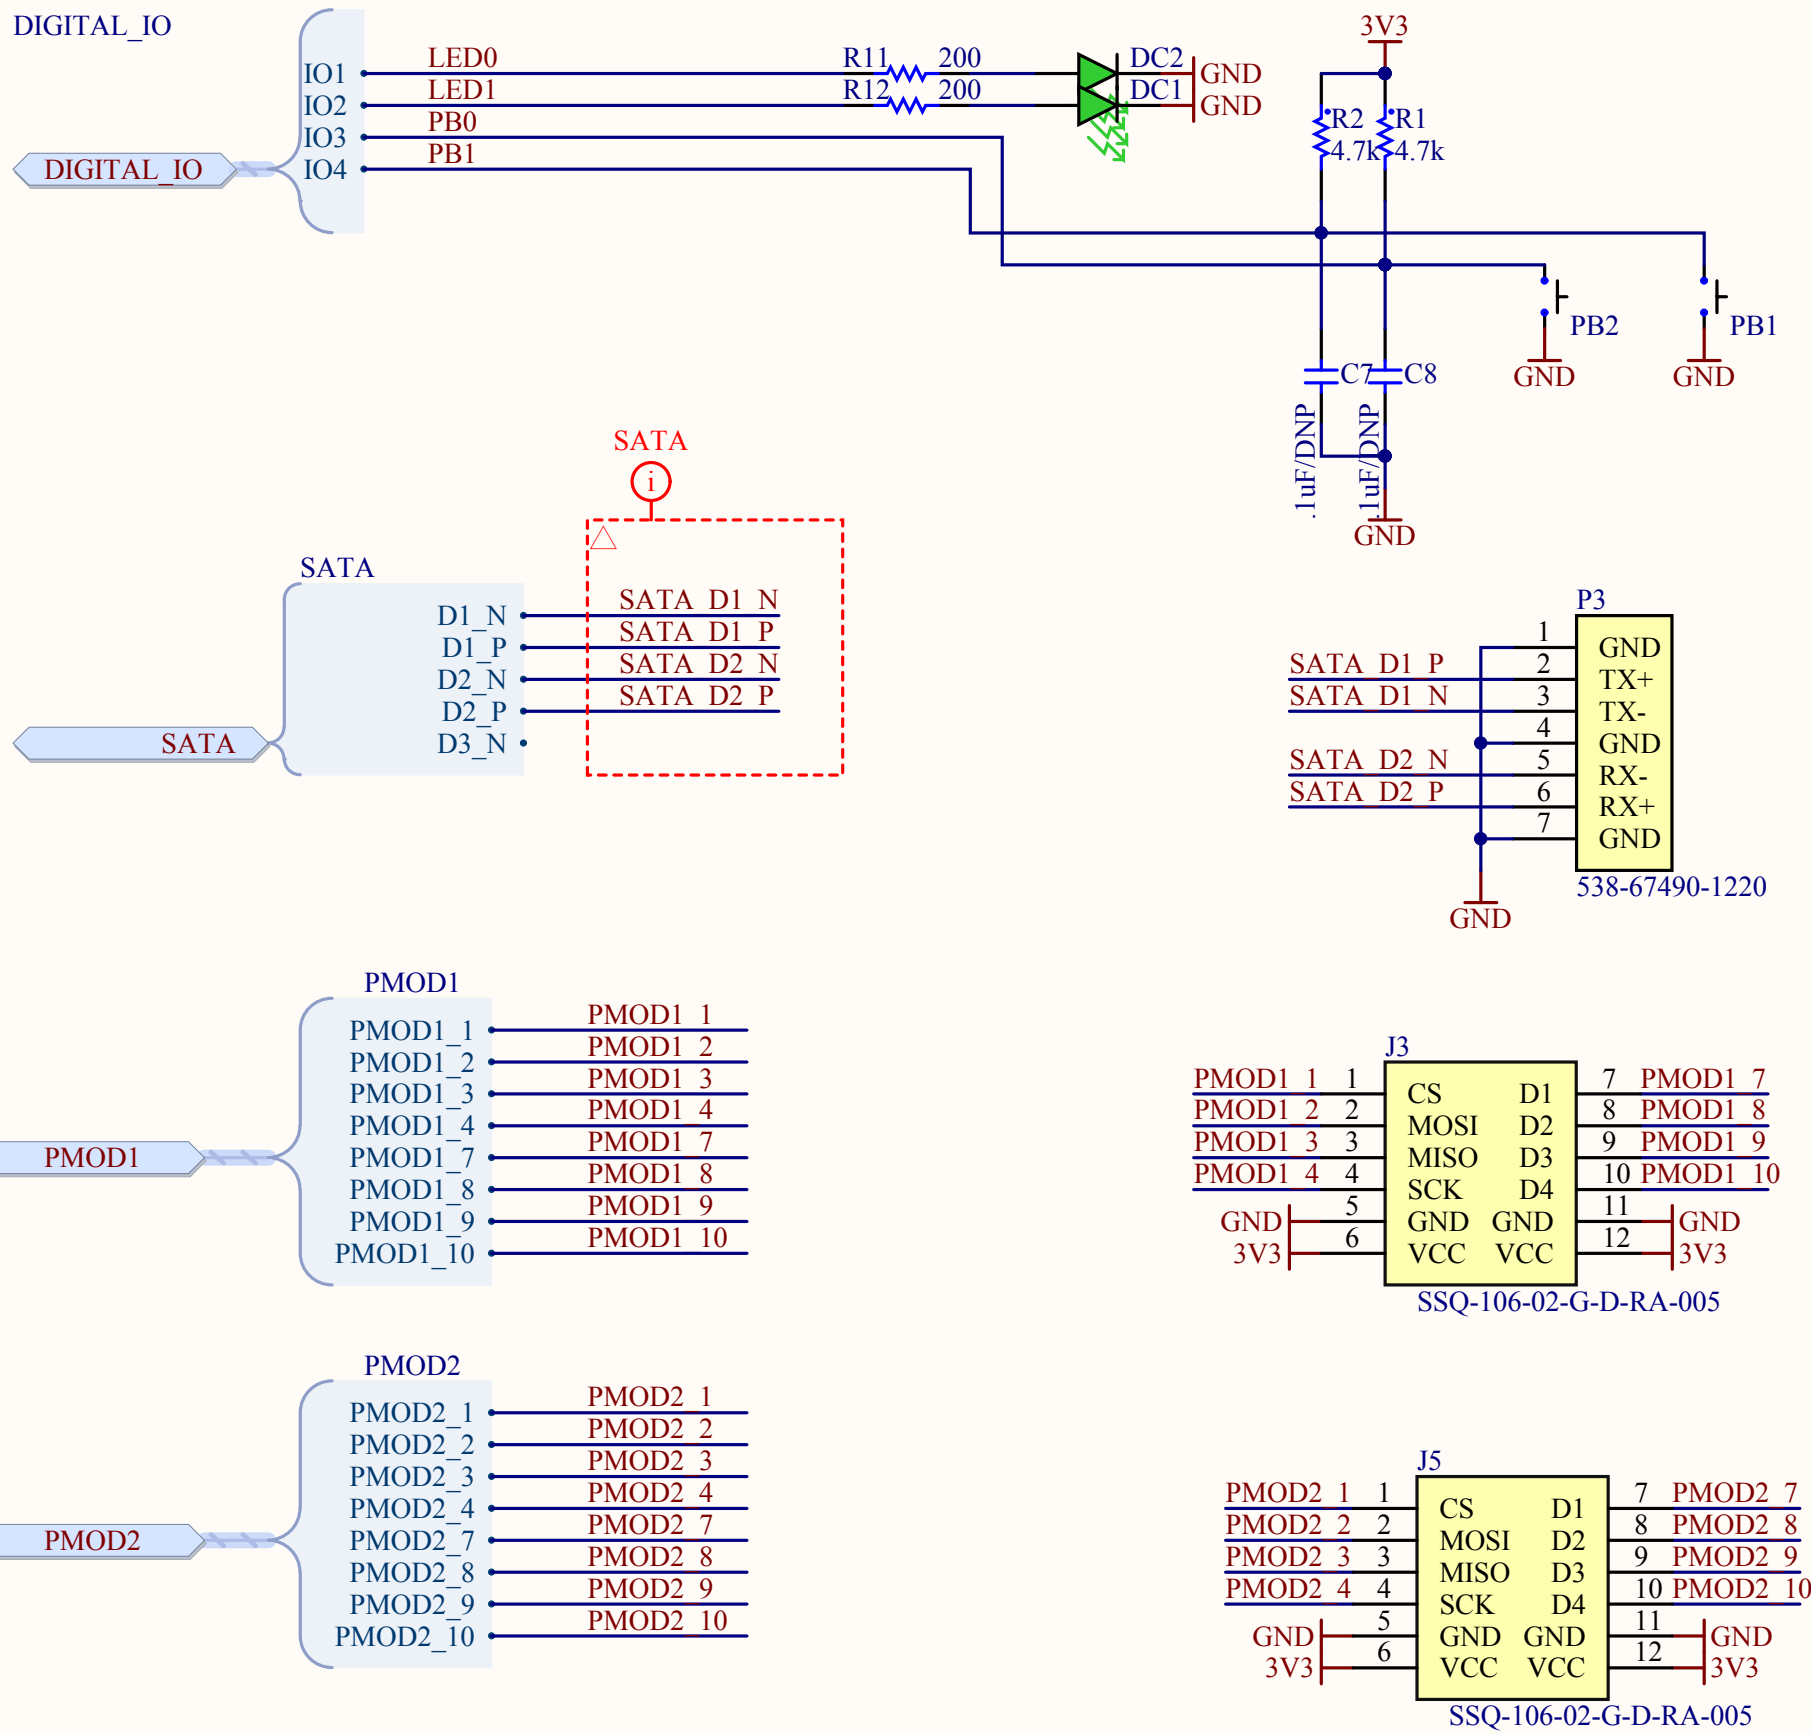 DIGITAL_IO
DIGITAL_IO
IO1
IO2
IO3
IO4
LED0
LED1
PB0
PB1
R11 200
R12 200
DC2
DC1
GND
GND
3V3
R2
4.7k
R1
4.7k
PB2
GND
PB1
GND
C7
.1uF/DNP
C8
.1uF/DNP
GND
SATA
i
SATA
SATA
D1_N SATA_D1_N
D1_P SATA_D1_P
D2_N SATA_D2_N
D2_P SATA_D2_P
D3_N
P3
1 GND
SATA_D1_P 2 TX+
SATA_D1_N 3 TX-
4 GND
SATA_D2_N 5 RX-
SATA_D2_P 6 RX+
7 GND
538-67490-1220
GND
PMOD1
PMOD1
PMOD1_1 PMOD1_1
PMOD1_2 PMOD1_2
PMOD1_3 PMOD1_3
PMOD1_4 PMOD1_4
PMOD1_7 PMOD1_7
PMOD1_8 PMOD1_8
PMOD1_9 PMOD1_9
PMOD1_10 PMOD1_10
J3
PMOD1_1 1 CS D1 7 PMOD1_7
PMOD1_2 2 MOSI D2 8 PMOD1_8
PMOD1_3 3 MISO D3 9 PMOD1_9
PMOD1_4 4 SCK D4 10 PMOD1_10
GND 5 GND GND 11 GND
3V3 6 VCC VCC 12 3V3
SSQ-106-02-G-D-RA-005
PMOD2
PMOD2
PMOD2_1 PMOD2_1
PMOD2_2 PMOD2_2
PMOD2_3 PMOD2_3
PMOD2_4 PMOD2_4
PMOD2_7 PMOD2_7
PMOD2_8 PMOD2_8
PMOD2_9 PMOD2_9
PMOD2_10 PMOD2_10
J5
PMOD2_1 1 CS D1 7 PMOD2_7
PMOD2_2 2 MOSI D2 8 PMOD2_8
PMOD2_3 3 MISO D3 9 PMOD2_9
PMOD2_4 4 SCK D4 10 PMOD2_10
GND 5 GND GND 11 GND
3V3 6 VCC VCC 12 3V3
SSQ-106-02-G-D-RA-005